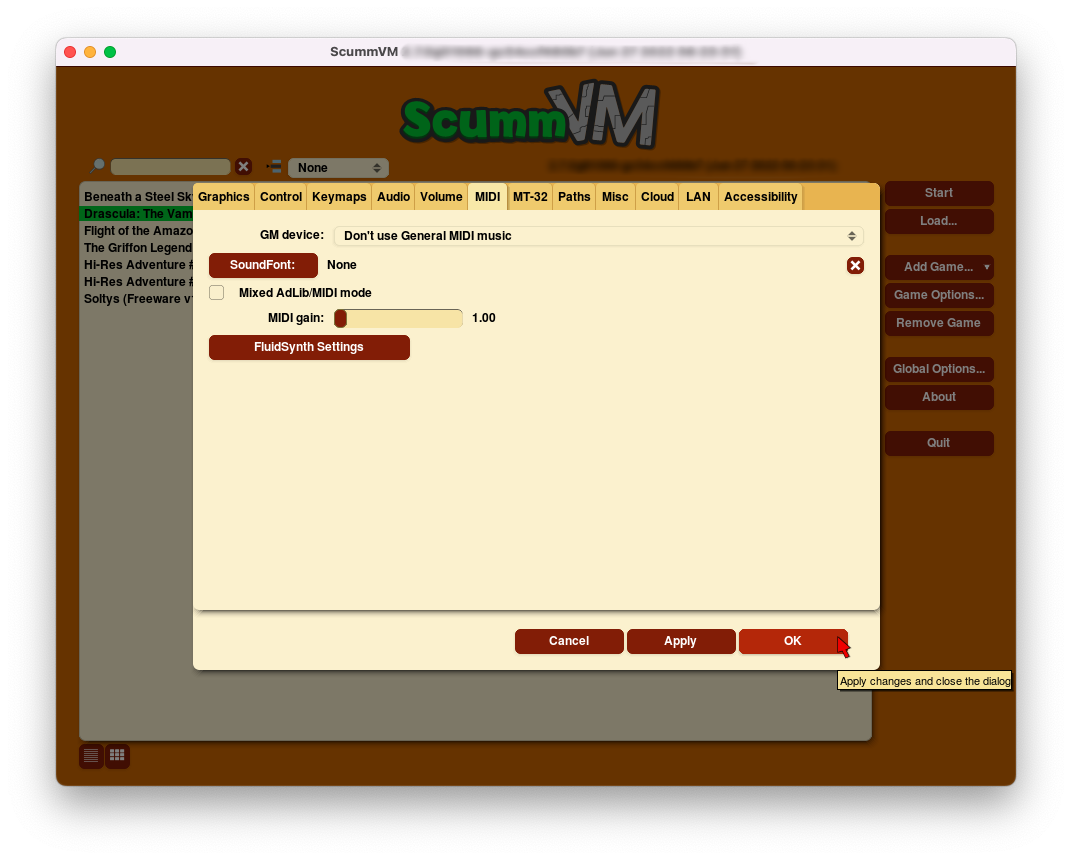 ScummVM
ScummVM
None
Graphics Control Keymaps Audio Volume MIDI MT-32 Paths Misc Cloud LAN Accessibility
Beneath a Steel Sk
Drascula: The Vam
Flight of the Amazo
The Griffon Legend
Hi-Res Adventure #
Hi-Res Adventure #
Soltys (Freeware v
GM device: Don't use General MIDI music
SoundFont: None
Mixed AdLib/MIDI mode
MIDI gain: 1.00
FluidSynth Settings
Cancel Apply OK
Apply changes and close the dialog
Start
Load...
Add Game...
Game Options...
Remove Game
Global Options...
About
Quit